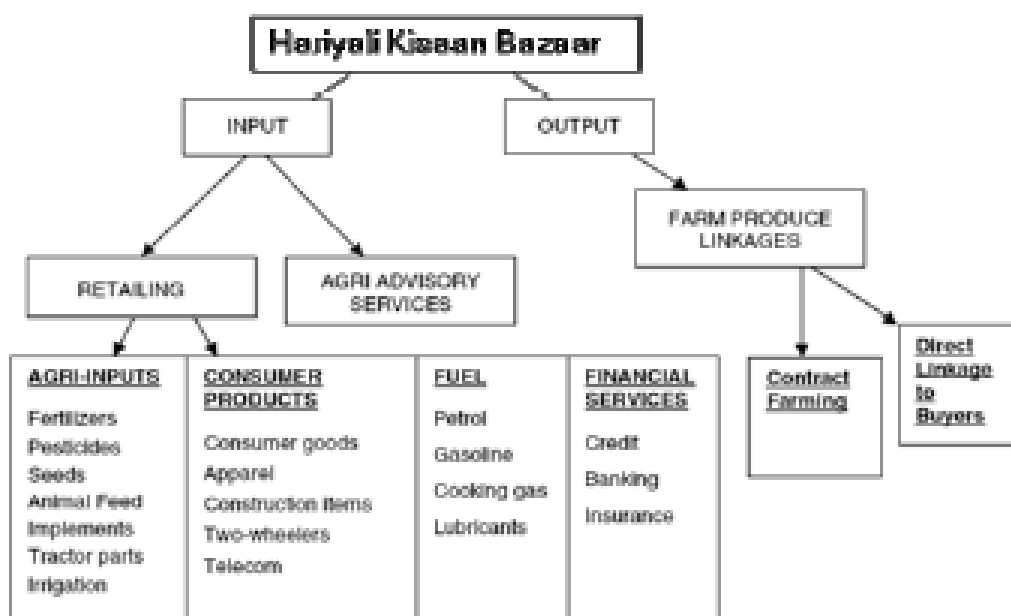 Hariyali Kisaan Bazaar
INPUT
OUTPUT
FARM PRODUCE
LINKAGES
RETAILING
AGRI ADVISORY
SERVICES
AGRI-INPUTS
Fertilizers
Pesticides
Seeds
Animal Feed
Implements
Tractor parts
Irrigation
CONSUMER
PRODUCTS
Consumer goods
Apparel
Construction items
Two-wheelers
Telecom
FUEL
Petrol
Gasoline
Cooking gas
Lubricants
FINANCIAL
SERVICES
Credit
Banking
Insurance
Contract
Farming
Direct
Linkage
to
Buyers